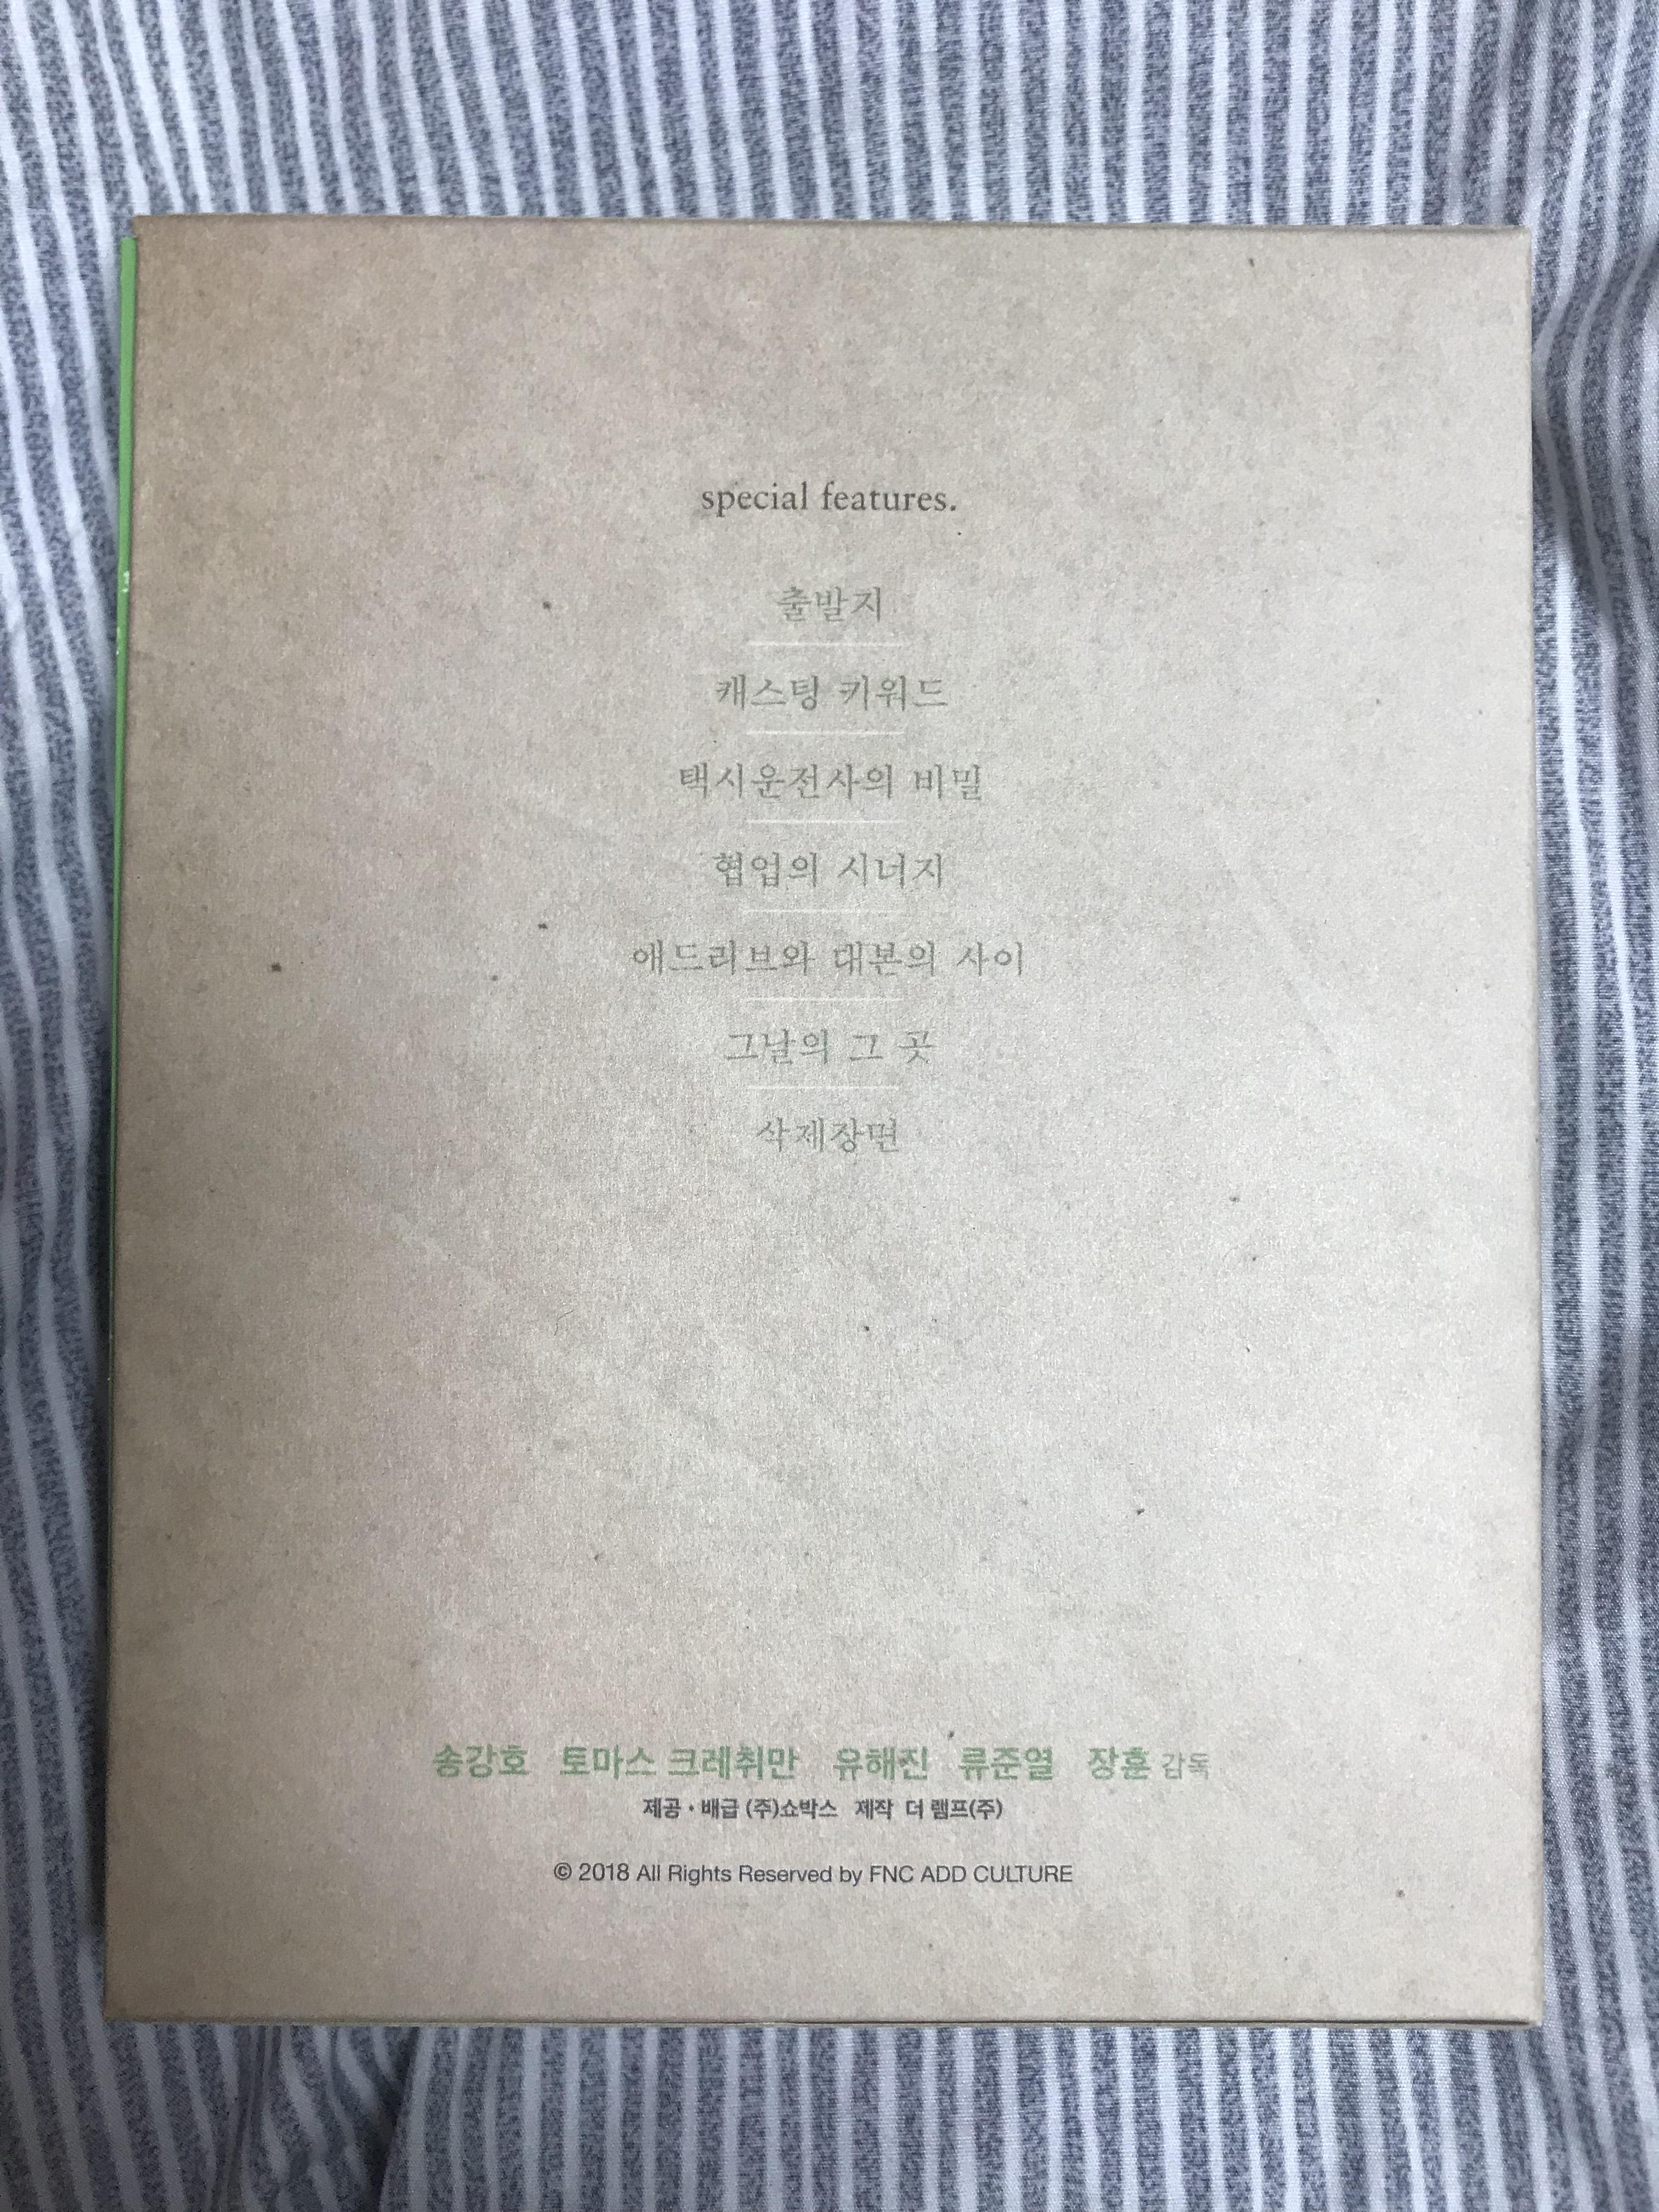 special features.
출발지
캐스팅 키워드
택시운전사의 비밀
협업의 시너지
애드리브와 대본의 사이
그날의 그 곳
삭제장면
송강호 토마스 크레취만 유해진 류준열 장훈 감독
제공 · 배급 (주)쇼박스 제작 더 램프(주)
© 2018 All Rights Reserved by FNC ADD CULTURE